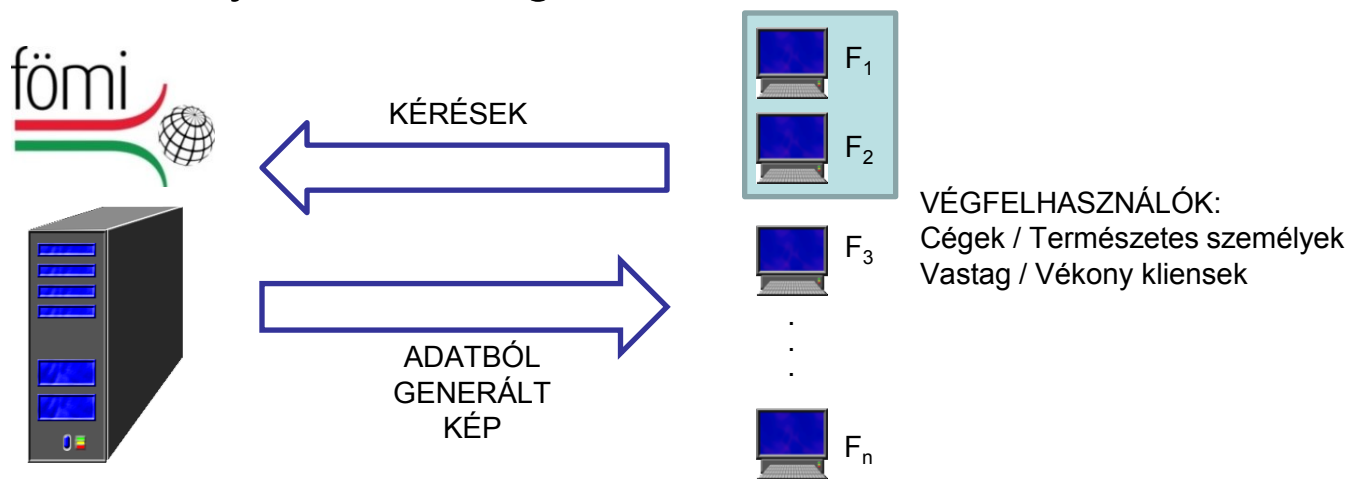 fömi
KÉRÉSEK
ADATBÓL
GENERÁLT
KÉP
F₁
F₂
F₃
.
.
.
Fₙ
VÉGFELHASZNÁLÓK:
Cégek / Természetes személyek
Vastag / Vékony kliensek